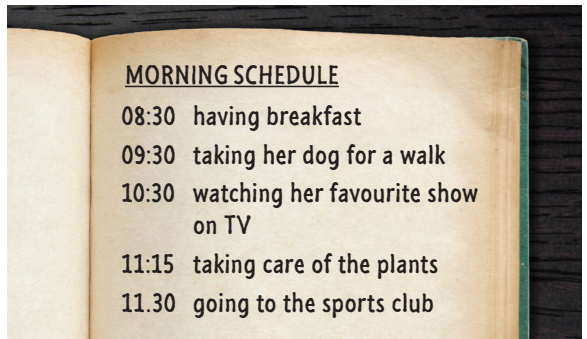 MORNING SCHEDULE
08:30 having breakfast
09:30 taking her dog for a walk
10:30 watching her favourite show
on TV
11:15 taking care of the plants
11.30 going to the sports club